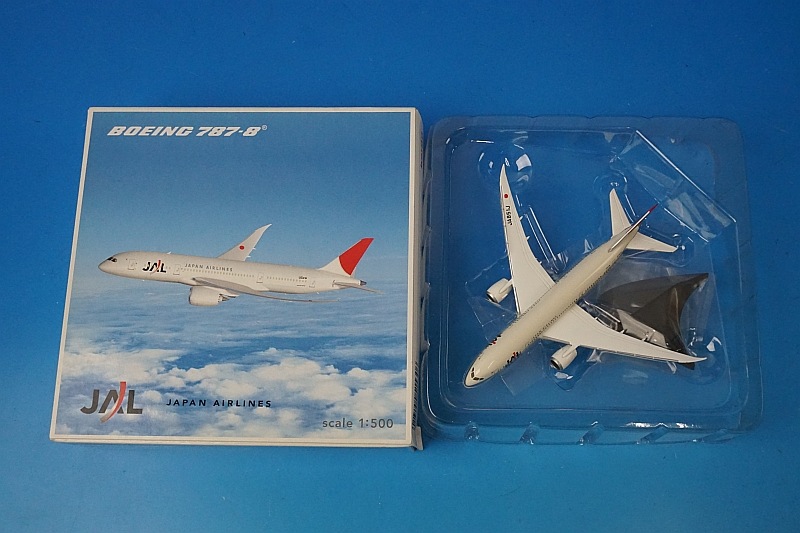 BOEING 787-8®
JAL JAPAN AIRLINES
JAL JAPAN AIRLINES
scale 1:500